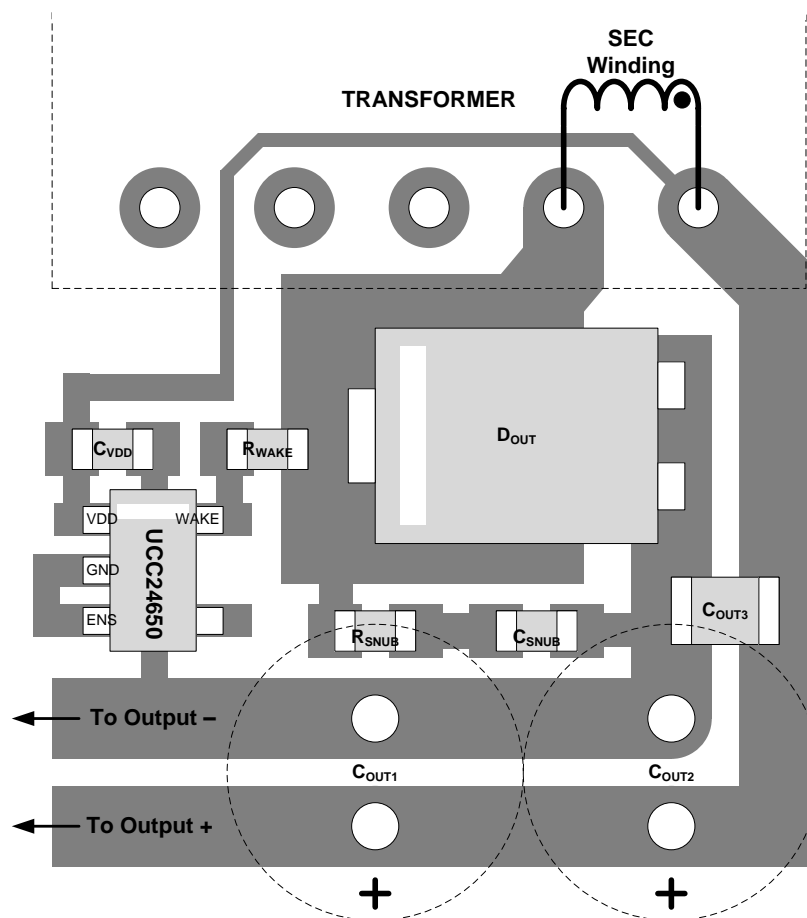 SEC
Winding
TRANSFORMER
CVDD
RWAKE
DOUT
VDD
WAKE
GND
UCC24650
ENS
RSNUB
CSNUB
COUT3
To Output –
COUT1
COUT2
To Output +
+
+